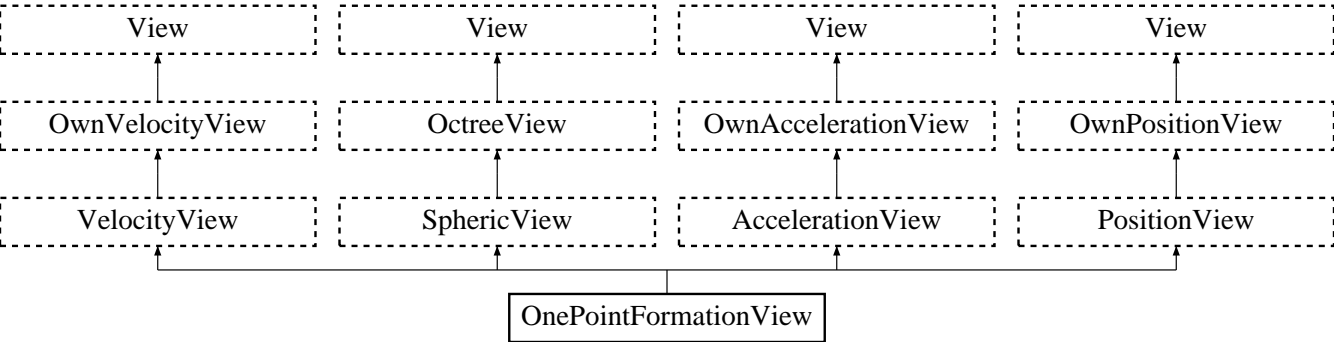 View View View View
OwnVelocityView OctreeView OwnAccelerationView OwnPositionView
VelocityView SphericView AccelerationView PositionView
OnePointFormationView